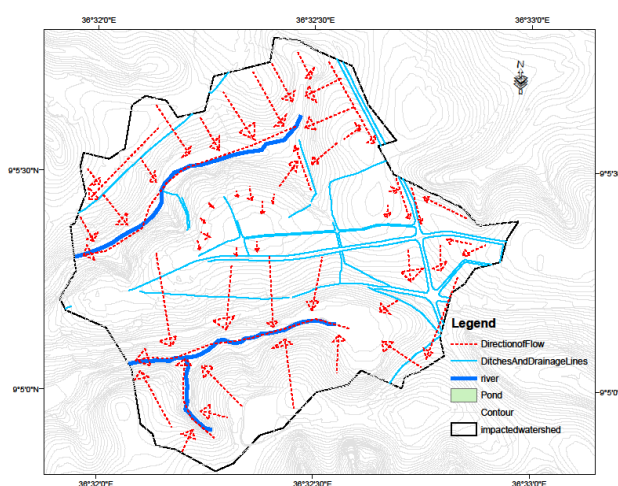 36°32'0"E 36°32'30"E 36°33'0"E
N
9°5'30"N 9°5'3
Legend
DirectionofFlow
DitchesAndDrainageLines
river
Pond
Contour
impactedwatershed
9°5'0"N 9°5'0"
36°32'0"E 36°32'30"E 36°33'0"E